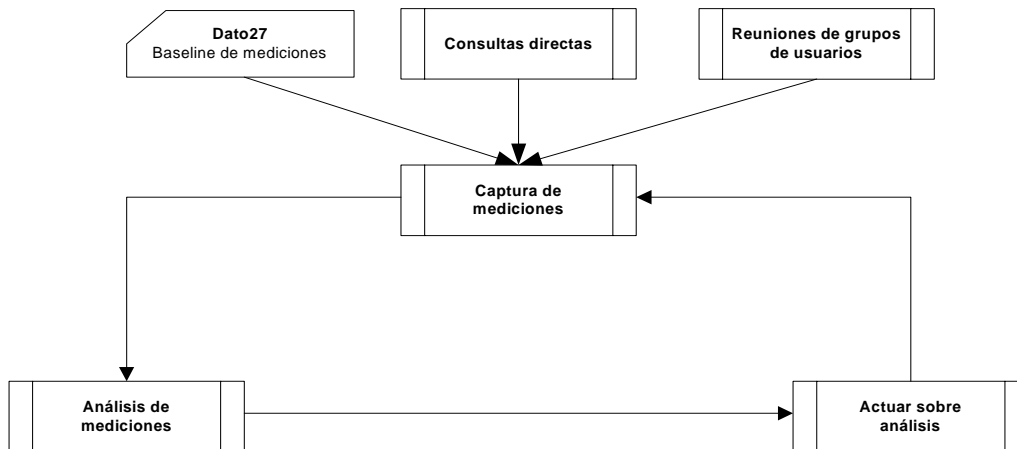 Dato27
Baseline de mediciones
Consultas directas
Reuniones de grupos
de usuarios
Captura de
mediciones
Análisis de
mediciones
Actuar sobre
análisis